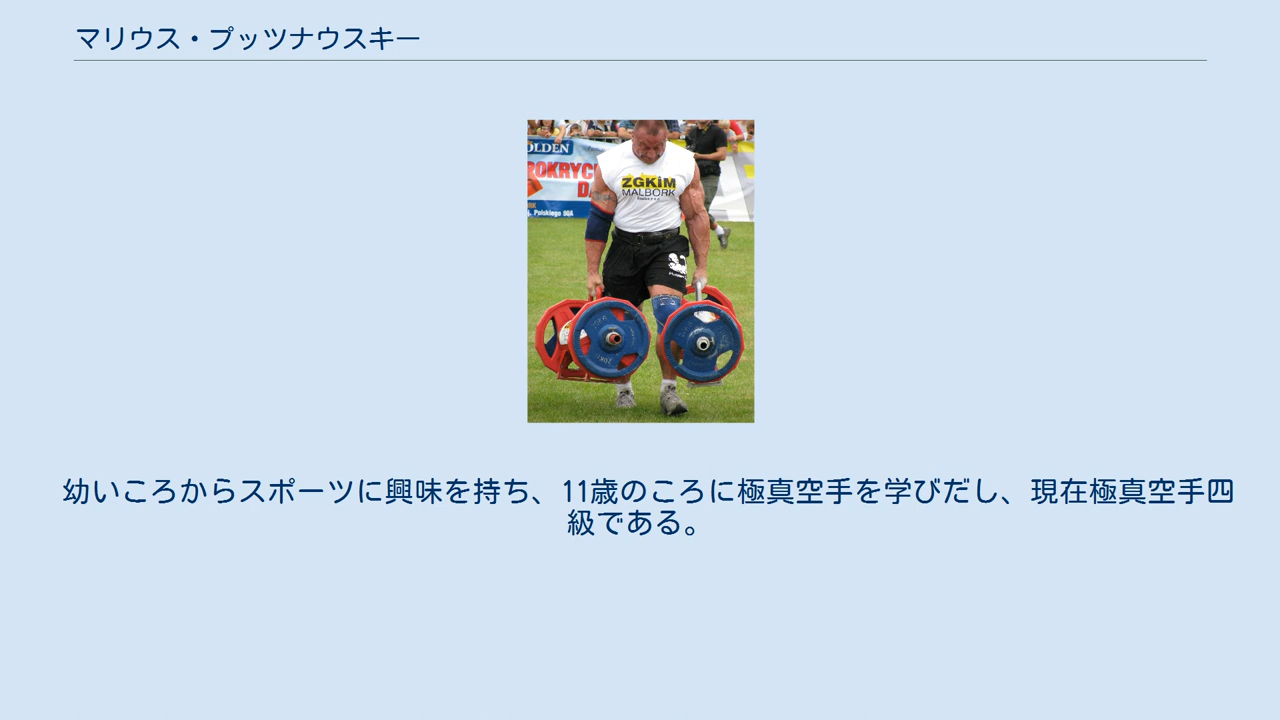 マリウス・プッツナウスキー
OLDEN
ZGKiM
MALBORK
幼いころからスポーツに興味を持ち、11歳のころに極真空手を学びだし、現在極真空手四
級である。